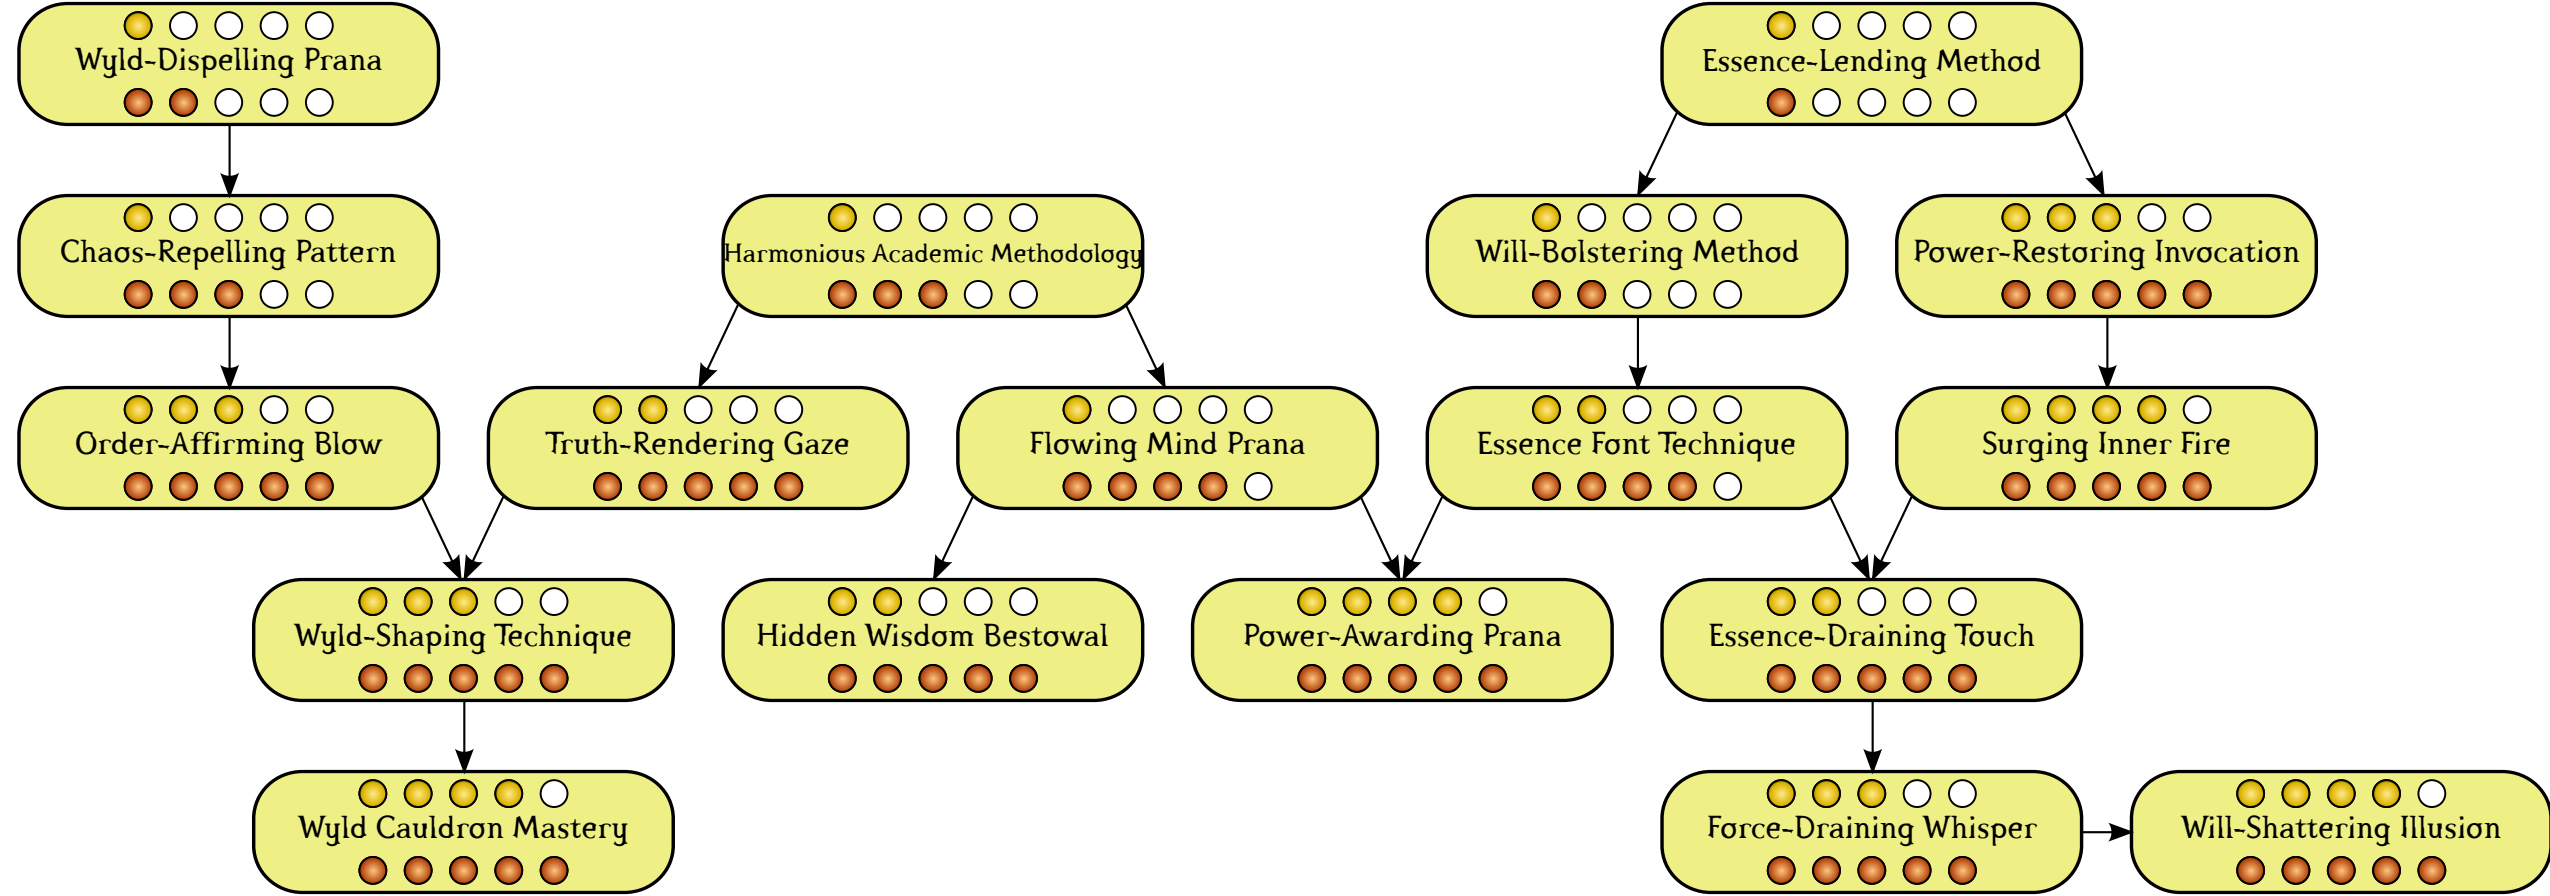 Wyld-Dispelling Prana
Essence-Lending Method
Chaos-Repelling Pattern
Harmonious Academic Methodology
Will-Bolstering Method
Power-Restoring Invocation
Order-Affirming Blow
Truth-Rendering Gaze
Flowing Mind Prana
Essence Font Technique
Surging Inner Fire
Wyld-Shaping Technique
Hidden Wisdom Bestowal
Power-Awarding Prana
Essence-Draining Touch
Wyld Cauldron Mastery
Force-Draining Whisper
Will-Shattering Illusion